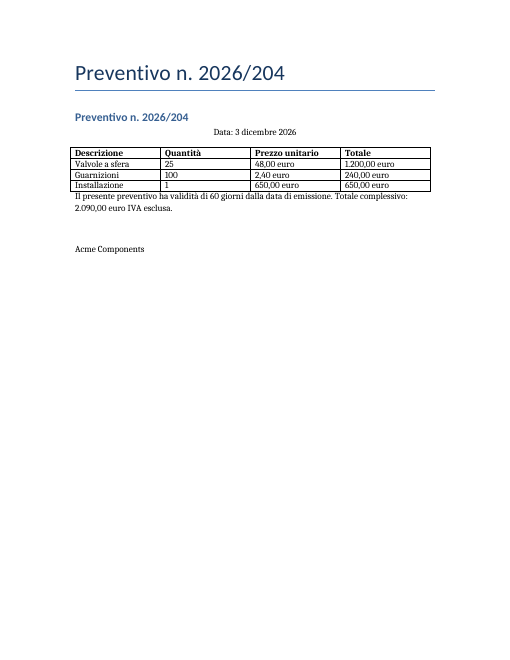 Preventivo n. 2026/204
Preventivo n. 2026/204
Data: 3 dicembre 2026
Descrizione Quantità Prezzo unitario Totale
Valvole a sfera 25 48,00 euro 1.200,00 euro
Guarnizioni 100 2,40 euro 240,00 euro
Installazione 1 650,00 euro 650,00 euro
Il presente preventivo ha validità di 60 giorni dalla data di emissione. Totale complessivo:
2.090,00 euro IVA esclusa.
Acme Components